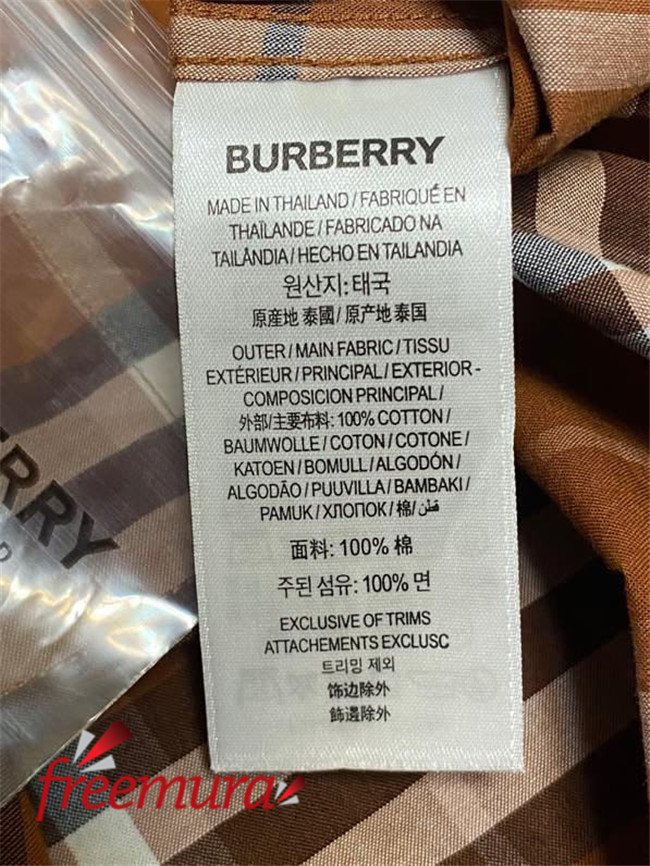 BURBERRY
MADE IN THAILAND / FABRIQUÉ EN
THAÏLANDE / FABRICADO NA
TAILÂNDIA / HECHO EN TAILANDIA
원산지: 태국
原産地 泰國 / 原产地 泰国
OUTER / MAIN FABRIC / TISSU
EXTÉRIEUR / PRINCIPAL / EXTERIOR -
COMPOSICION PRINCIPAL /
外部/主要布料: 100% COTTON /
BAUMWOLLE / COTON / COTONE /
KATOEN / BOMULL / ALGODÓN /
ALGODÃO / PUUVILLA / BAMBAKI /
PAMUK / ХЛОПОК / 棉/ قطن
面料: 100% 棉
주된 섬유: 100% 면
EXCLUSIVE OF TRIMS
ATTACHEMENTS EXCLUSC
트리밍 제외
饰边除外
飾邊除外
ERRY
freemura